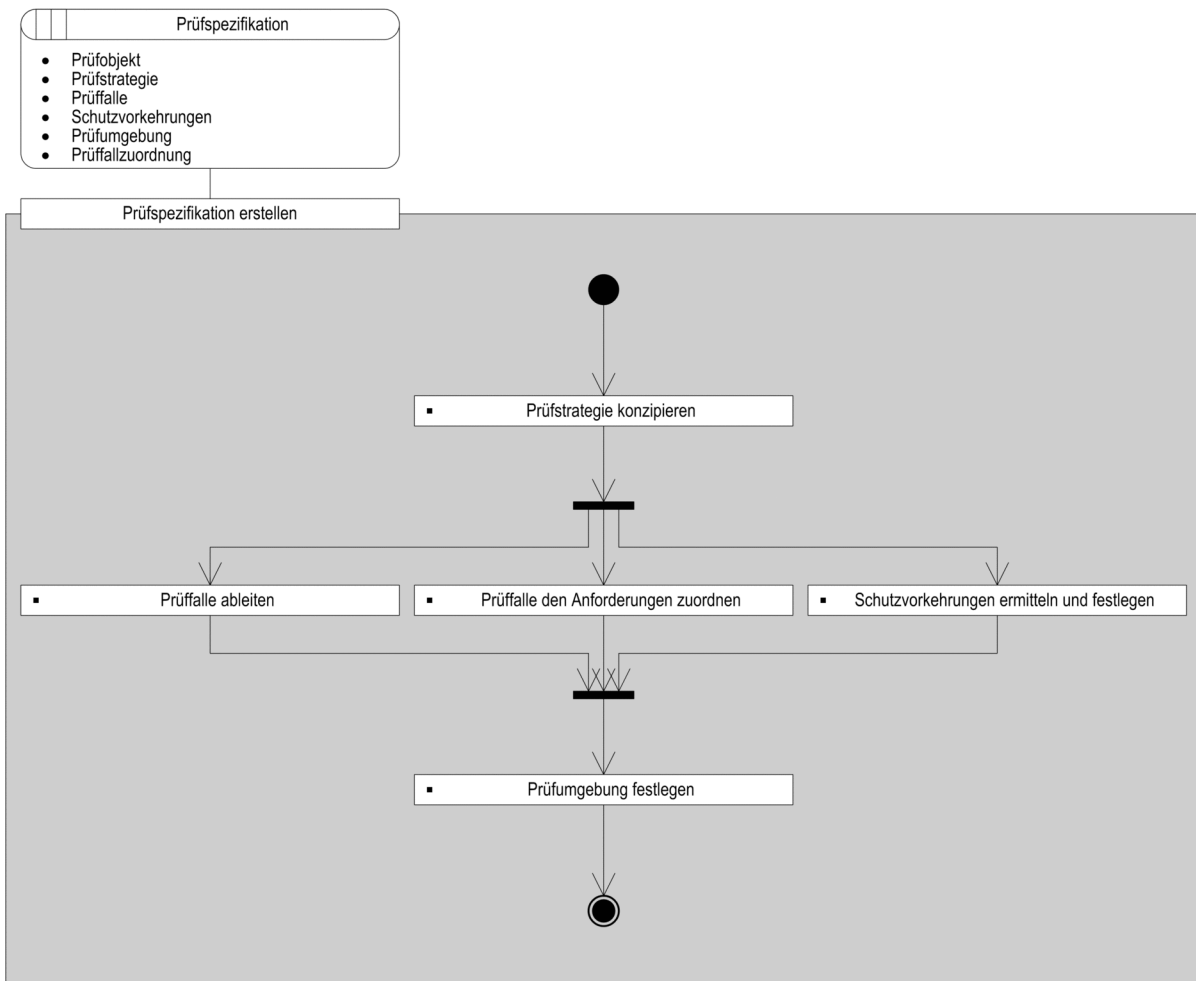 Prüfspezifikation
● Prüfobjekt
● Prüfstrategie
● Prüffalle
● Schutzvorkehrungen
● Prüfumgebung
● Prüffallzuordnung
Prüfspezifikation erstellen
▪ Prüfstrategie konzipieren
▪ Prüffalle ableiten
▪ Prüffalle den Anforderungen zuordnen
▪ Schutzvorkehrungen ermitteln und festlegen
▪ Prüfumgebung festlegen